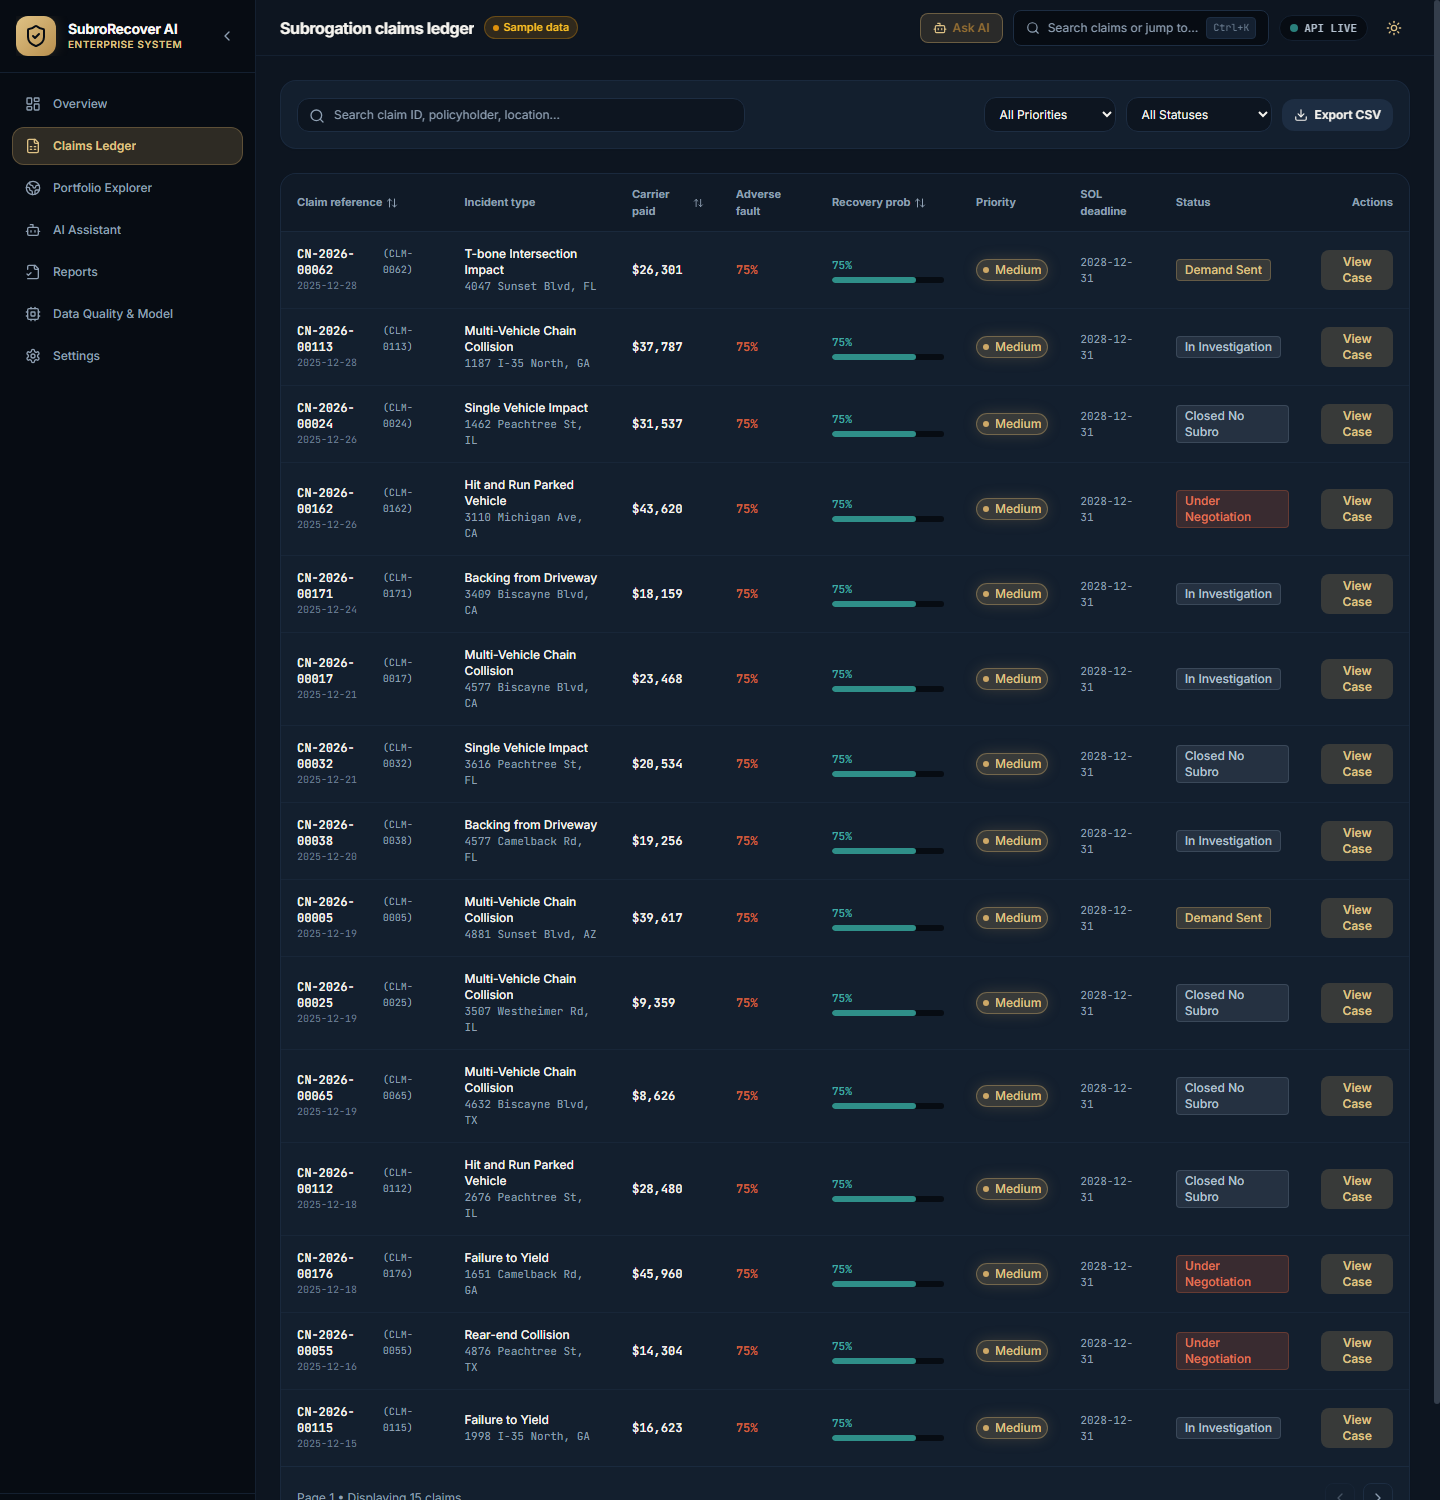 SubroRecover AI
ENTERPRISE SYSTEM
Overview
Claims Ledger
Portfolio Explorer
AI Assistant
Reports
Data Quality & Model
Settings
Subrogation claims ledger
Sample data
Ask AI
Search claims or jump to...
Ctrl+K
API LIVE
Search claim ID, policyholder, location...
All Priorities
All Statuses
Export CSV
Claim reference
Incident type
Carrier
paid
Adverse
fault
Recovery prob
Priority
SOL
deadline
Status
Actions
CN-2026-
00062
(CLM-
0062)
2025-12-28
T-bone Intersection
Impact
4047 Sunset Blvd, FL
$26,301
75%
75%
Medium
2028-12-
31
Demand Sent
View
Case
CN-2026-
00113
(CLM-
0113)
2025-12-28
Multi-Vehicle Chain
Collision
1187 I-35 North, GA
$37,787
75%
75%
Medium
2028-12-
31
In Investigation
View
Case
CN-2026-
00024
(CLM-
0024)
2025-12-26
Single Vehicle Impact
1462 Peachtree St,
IL
$31,537
75%
75%
Medium
2028-12-
31
Closed No
Subro
View
Case
CN-2026-
00162
(CLM-
0162)
2025-12-26
Hit and Run Parked
Vehicle
3110 Michigan Ave,
CA
$43,620
75%
75%
Medium
2028-12-
31
Under
Negotiation
View
Case
CN-2026-
00171
(CLM-
0171)
2025-12-24
Backing from Driveway
3409 Biscayne Blvd,
CA
$18,159
75%
75%
Medium
2028-12-
31
In Investigation
View
Case
CN-2026-
00017
(CLM-
0017)
2025-12-21
Multi-Vehicle Chain
Collision
4577 Biscayne Blvd,
CA
$23,468
75%
75%
Medium
2028-12-
31
In Investigation
View
Case
CN-2026-
00032
(CLM-
0032)
2025-12-21
Single Vehicle Impact
3616 Peachtree St,
FL
$20,534
75%
75%
Medium
2028-12-
31
Closed No
Subro
View
Case
CN-2026-
00038
(CLM-
0038)
2025-12-20
Backing from Driveway
4577 Camelback Rd,
FL
$19,256
75%
75%
Medium
2028-12-
31
In Investigation
View
Case
CN-2026-
00005
(CLM-
0005)
2025-12-19
Multi-Vehicle Chain
Collision
4881 Sunset Blvd, AZ
$39,617
75%
75%
Medium
2028-12-
31
Demand Sent
View
Case
CN-2026-
00025
(CLM-
0025)
2025-12-19
Multi-Vehicle Chain
Collision
3507 Westheimer Rd,
IL
$9,359
75%
75%
Medium
2028-12-
31
Closed No
Subro
View
Case
CN-2026-
00065
(CLM-
0065)
2025-12-19
Multi-Vehicle Chain
Collision
4632 Biscayne Blvd,
TX
$8,626
75%
75%
Medium
2028-12-
31
Closed No
Subro
View
Case
CN-2026-
00112
(CLM-
0112)
2025-12-18
Hit and Run Parked
Vehicle
2676 Peachtree St,
IL
$28,480
75%
75%
Medium
2028-12-
31
Closed No
Subro
View
Case
CN-2026-
00176
(CLM-
0176)
2025-12-18
Failure to Yield
1651 Camelback Rd,
GA
$45,960
75%
75%
Medium
2028-12-
31
Under
Negotiation
View
Case
CN-2026-
00055
(CLM-
0055)
2025-12-16
Rear-end Collision
4876 Peachtree St,
TX
$14,304
75%
75%
Medium
2028-12-
31
Under
Negotiation
View
Case
CN-2026-
00115
(CLM-
0115)
2025-12-15
Failure to Yield
1998 I-35 North, GA
$16,623
75%
75%
Medium
2028-12-
31
In Investigation
View
Case
Page 1 • Displaying 15 claims